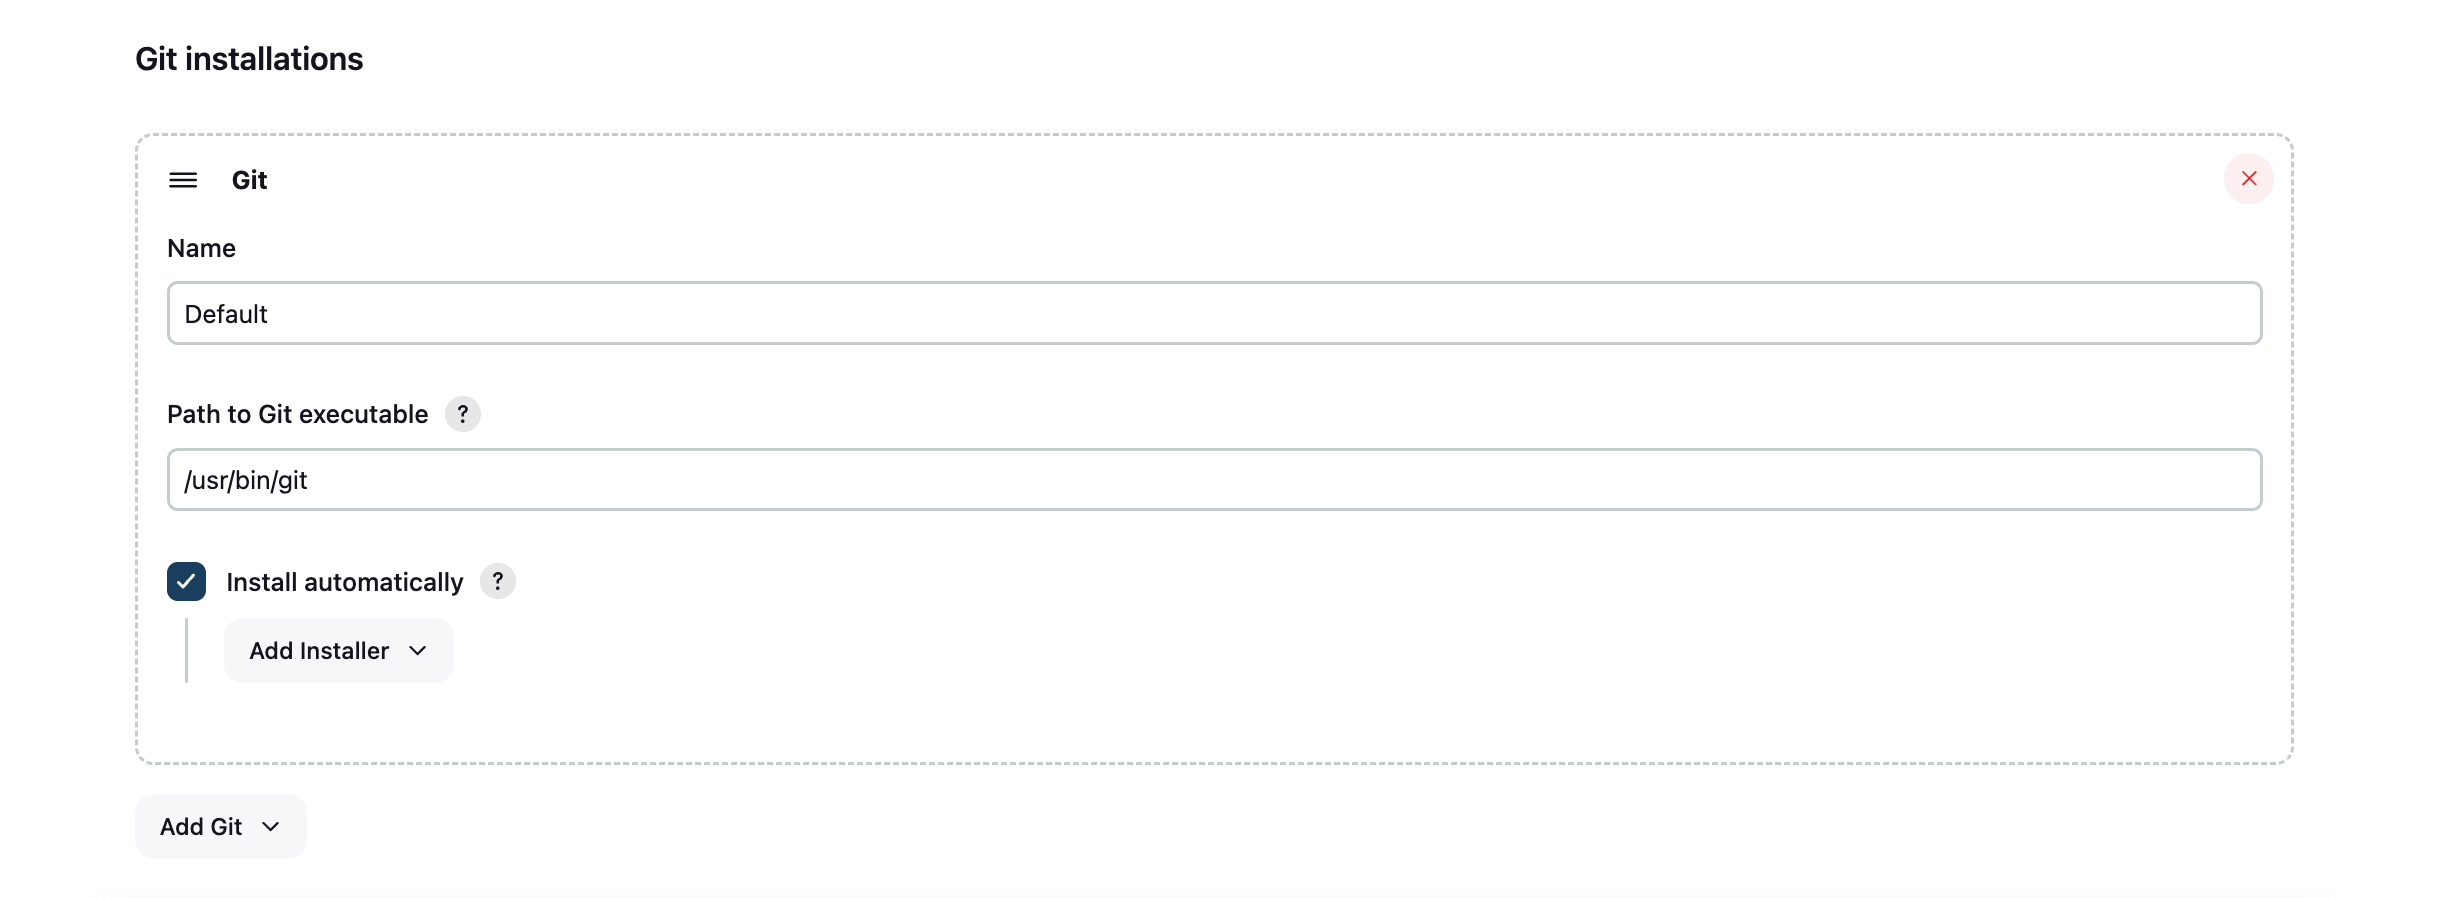 Git installations
Git
Name
Default
Path to Git executable ?
/usr/bin/git
Install automatically ?
Add Installer
Add Git